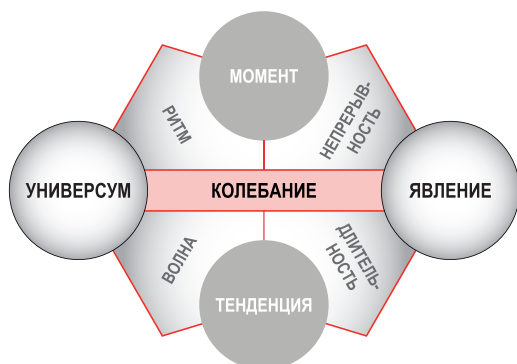 МОМЕНТ
РИТМ
НЕПРЕРЫВ-
НОСТЬ
УНИВЕРСУМ
КОЛЕБАНИЕ
ЯВЛЕНИЕ
ВОЛНА
ДЛИТЕЛЬ-
НОСТЬ
ТЕНДЕНЦИЯ